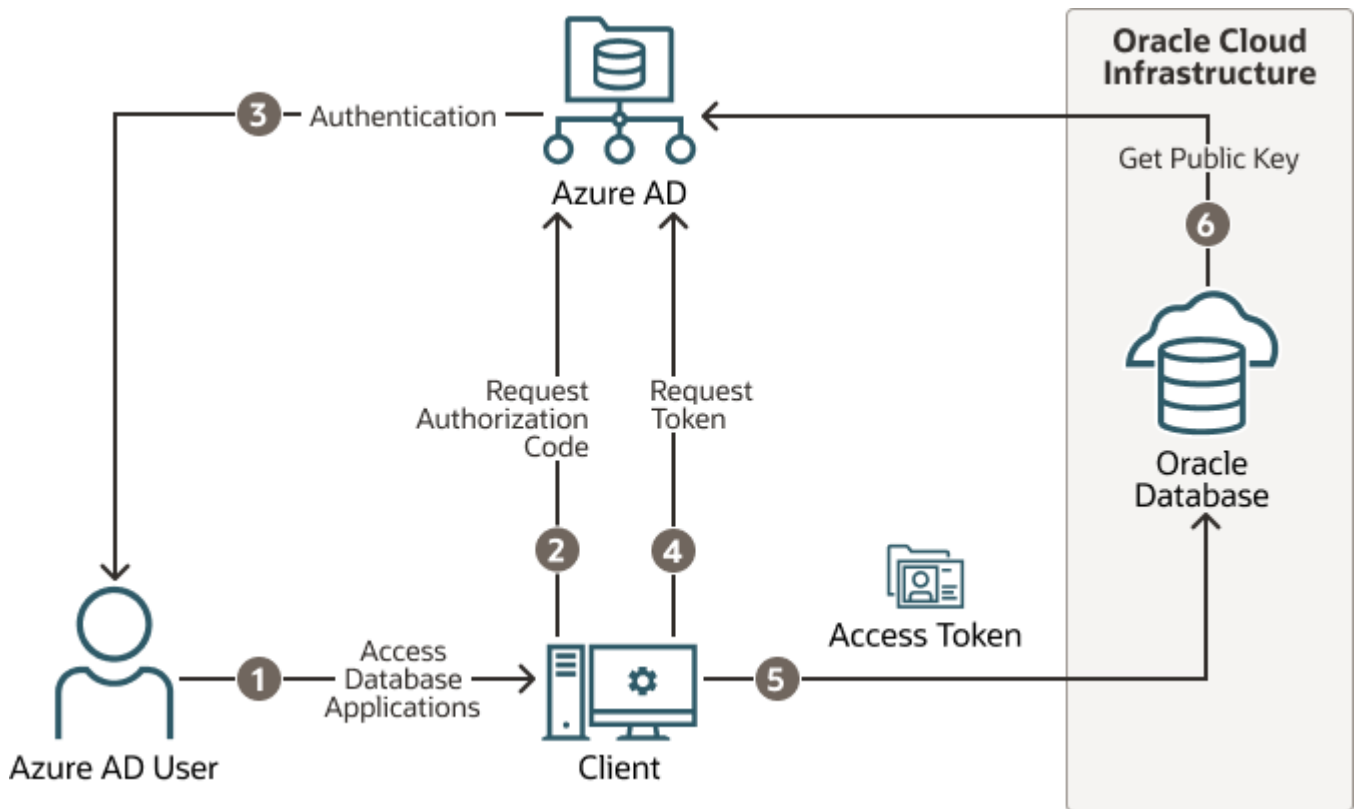 Oracle Cloud
Infrastructure
3
Authentication
Get Public Key
Azure AD
6
Request
Authorization
Code
Request
Token
Oracle
Database
2
4
Access Token
1
Access
Database
Applications
5
Azure AD User
Client